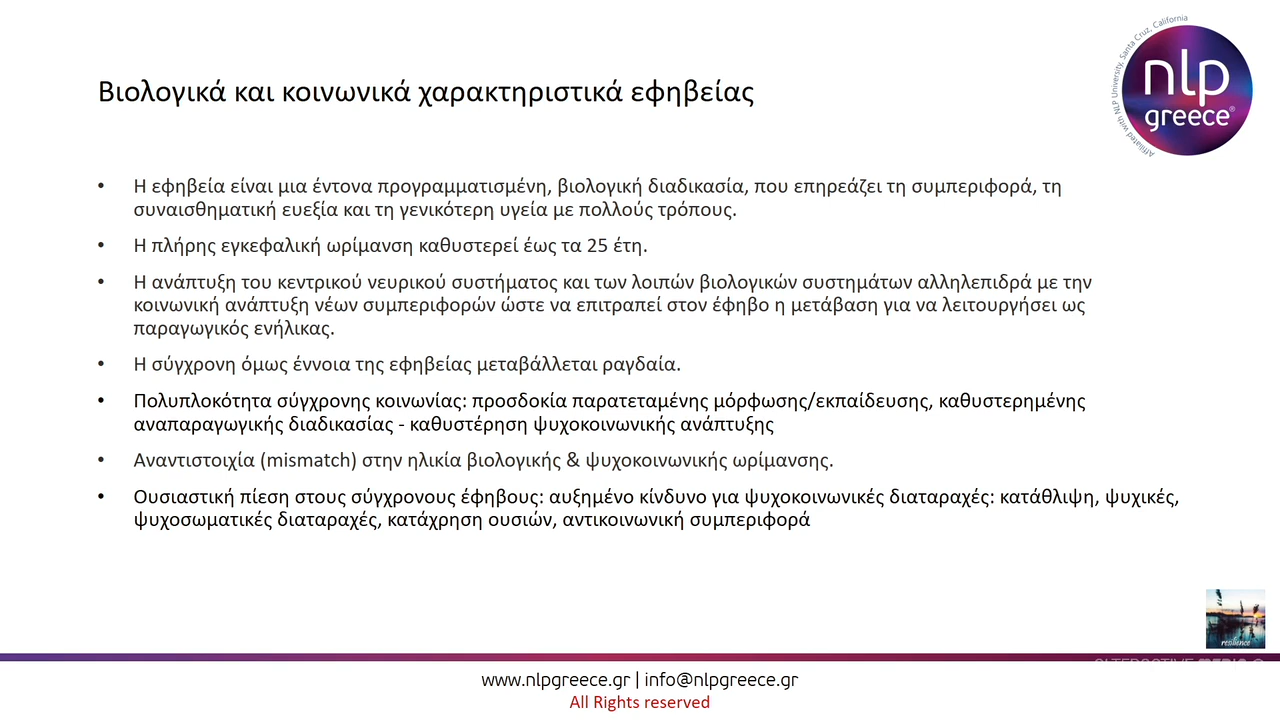 Affiliated with NLP University, Santa Cruz, California
nlp
greece®
Βιολογικά και κοινωνικά χαρακτηριστικά εφηβείας
• Η εφηβεία είναι μια έντονα προγραμματισμένη, βιολογική διαδικασία, που επηρεάζει τη συμπεριφορά, τη
συναισθηματική ευεξία και τη γενικότερη υγεία με πολλούς τρόπους.
• Η πλήρης εγκεφαλική ωρίμανση καθυστερεί έως τα 25 έτη.
• Η ανάπτυξη του κεντρικού νευρικού συστήματος και των λοιπών βιολογικών συστημάτων αλληλεπιδρά με την
κοινωνική ανάπτυξη νέων συμπεριφορών ώστε να επιτραπεί στον έφηβο η μετάβαση για να λειτουργήσει ως
παραγωγικός ενήλικας.
• Η σύγχρονη όμως έννοια της εφηβείας μεταβάλλεται ραγδαία.
• Πολυπλοκότητα σύγχρονης κοινωνίας: προσδοκία παρατεταμένης μόρφωσης/εκπαίδευσης, καθυστερημένης
αναπαραγωγικής διαδικασίας - καθυστέρηση ψυχοκοινωνικής ανάπτυξης
• Αναντιστοιχία (mismatch) στην ηλικία βιολογικής & ψυχοκοινωνικής ωρίμανσης.
• Ουσιαστική πίεση στους σύγχρονους έφηβους: αυξημένο κίνδυνο για ψυχοκοινωνικές διαταραχές: κατάθλιψη, ψυχικές,
ψυχοσωματικές διαταραχές, κατάχρηση ουσιών, αντικοινωνική συμπεριφορά
resilience
www.nlpgreece.gr | info@nlpgreece.gr
All Rights reserved